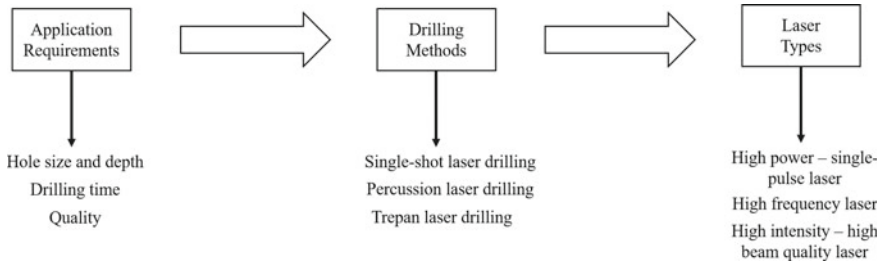 Application
Requirements
Drilling
Methods
Laser
Types
Hole size and depth
Drilling time
Quality
Single-shot laser drilling
Percussion laser drilling
Trepan laser drilling
High power – single-
pulse laser
High frequency laser
High intensity – high
beam quality laser